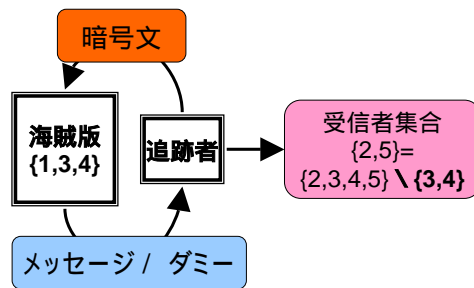 暗号文
海賊版
{1,3,4}
追跡者
受信者集合
{2,5}=
{2,3,4,5} \ {3,4}
メッセージ / ダミー